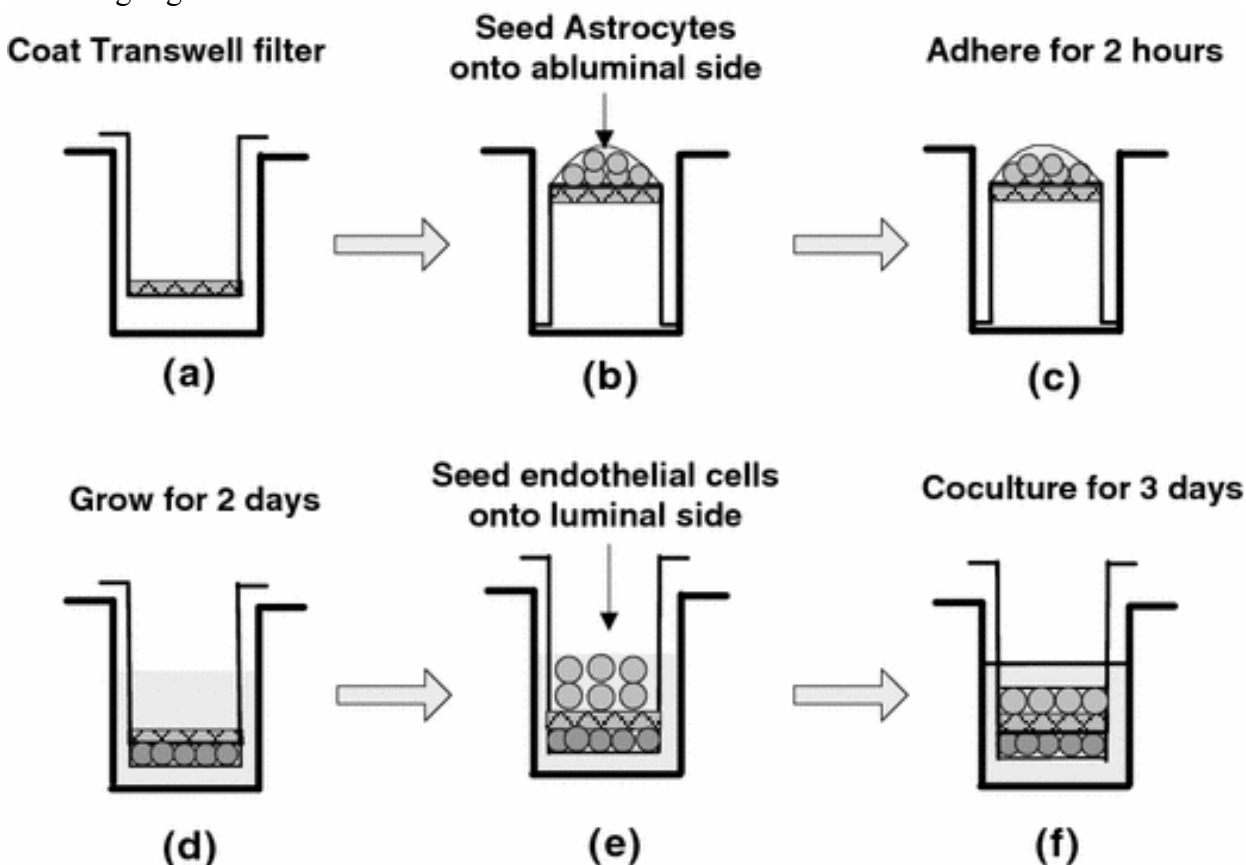 Coat Transwell filter
Seed Astrocytes
onto abluminal side
Adhere for 2 hours
(a)
(b)
(c)
Grow for 2 days
Seed endothelial cells
onto luminal side
Coculture for 3 days
(d)
(e)
(f)